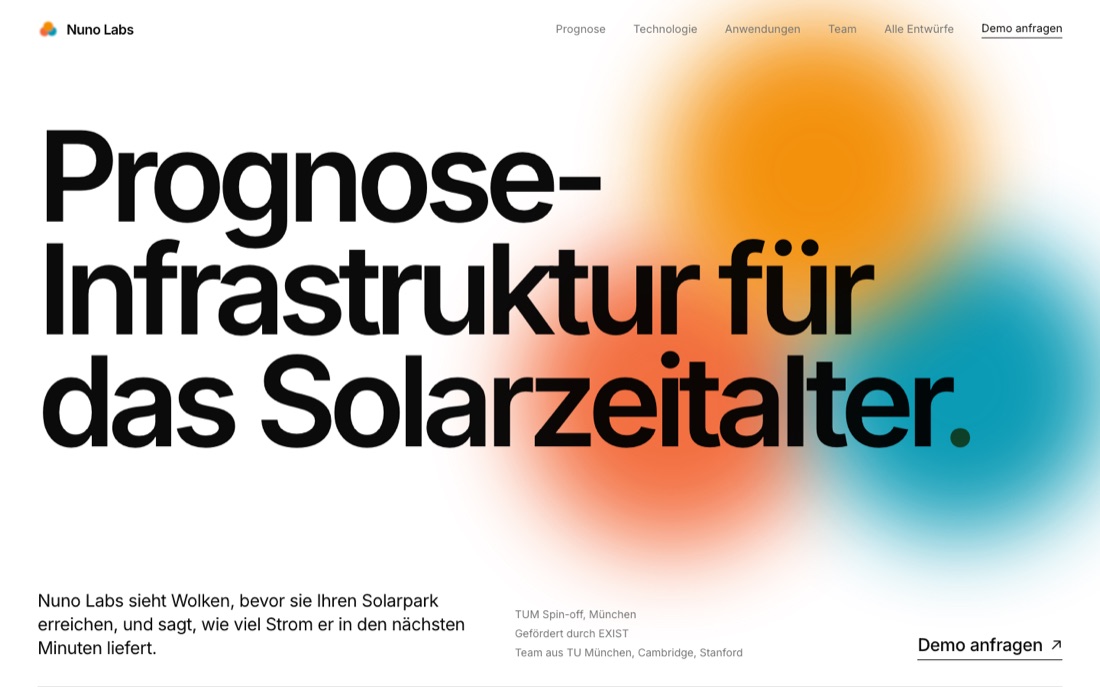 Nuno Labs
Prognose
Technologie
Anwendungen
Team
Alle Entwürfe
Demo anfragen
Prognose-
Infrastruktur für
das Solarzeitalter.
Nuno Labs sieht Wolken, bevor sie Ihren Solarpark
erreichen, und sagt, wie viel Strom er in den nächsten
Minuten liefert.
TUM Spin-off, München
Gefördert durch EXIST
Team aus TU München, Cambridge, Stanford
Demo anfragen ↗